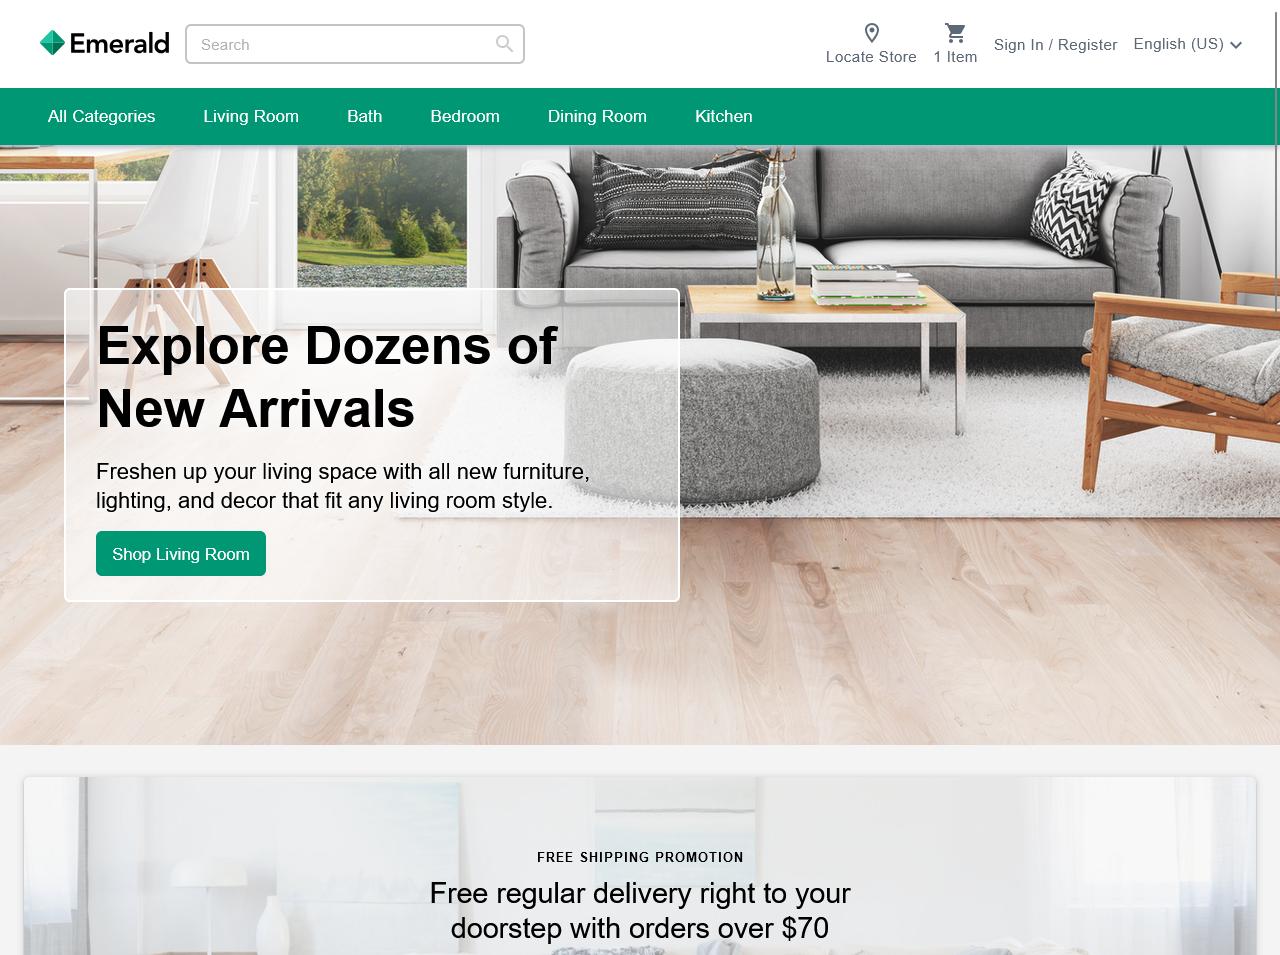 Emerald
Search
Locate Store
1 Item
Sign In / Register
English (US)
All Categories
Living Room
Bath
Bedroom
Dining Room
Kitchen
Explore Dozens of
New Arrivals
Freshen up your living space with all new furniture,
lighting, and decor that fit any living room style.
Shop Living Room
FREE SHIPPING PROMOTION
Free regular delivery right to your
doorstep with orders over $70